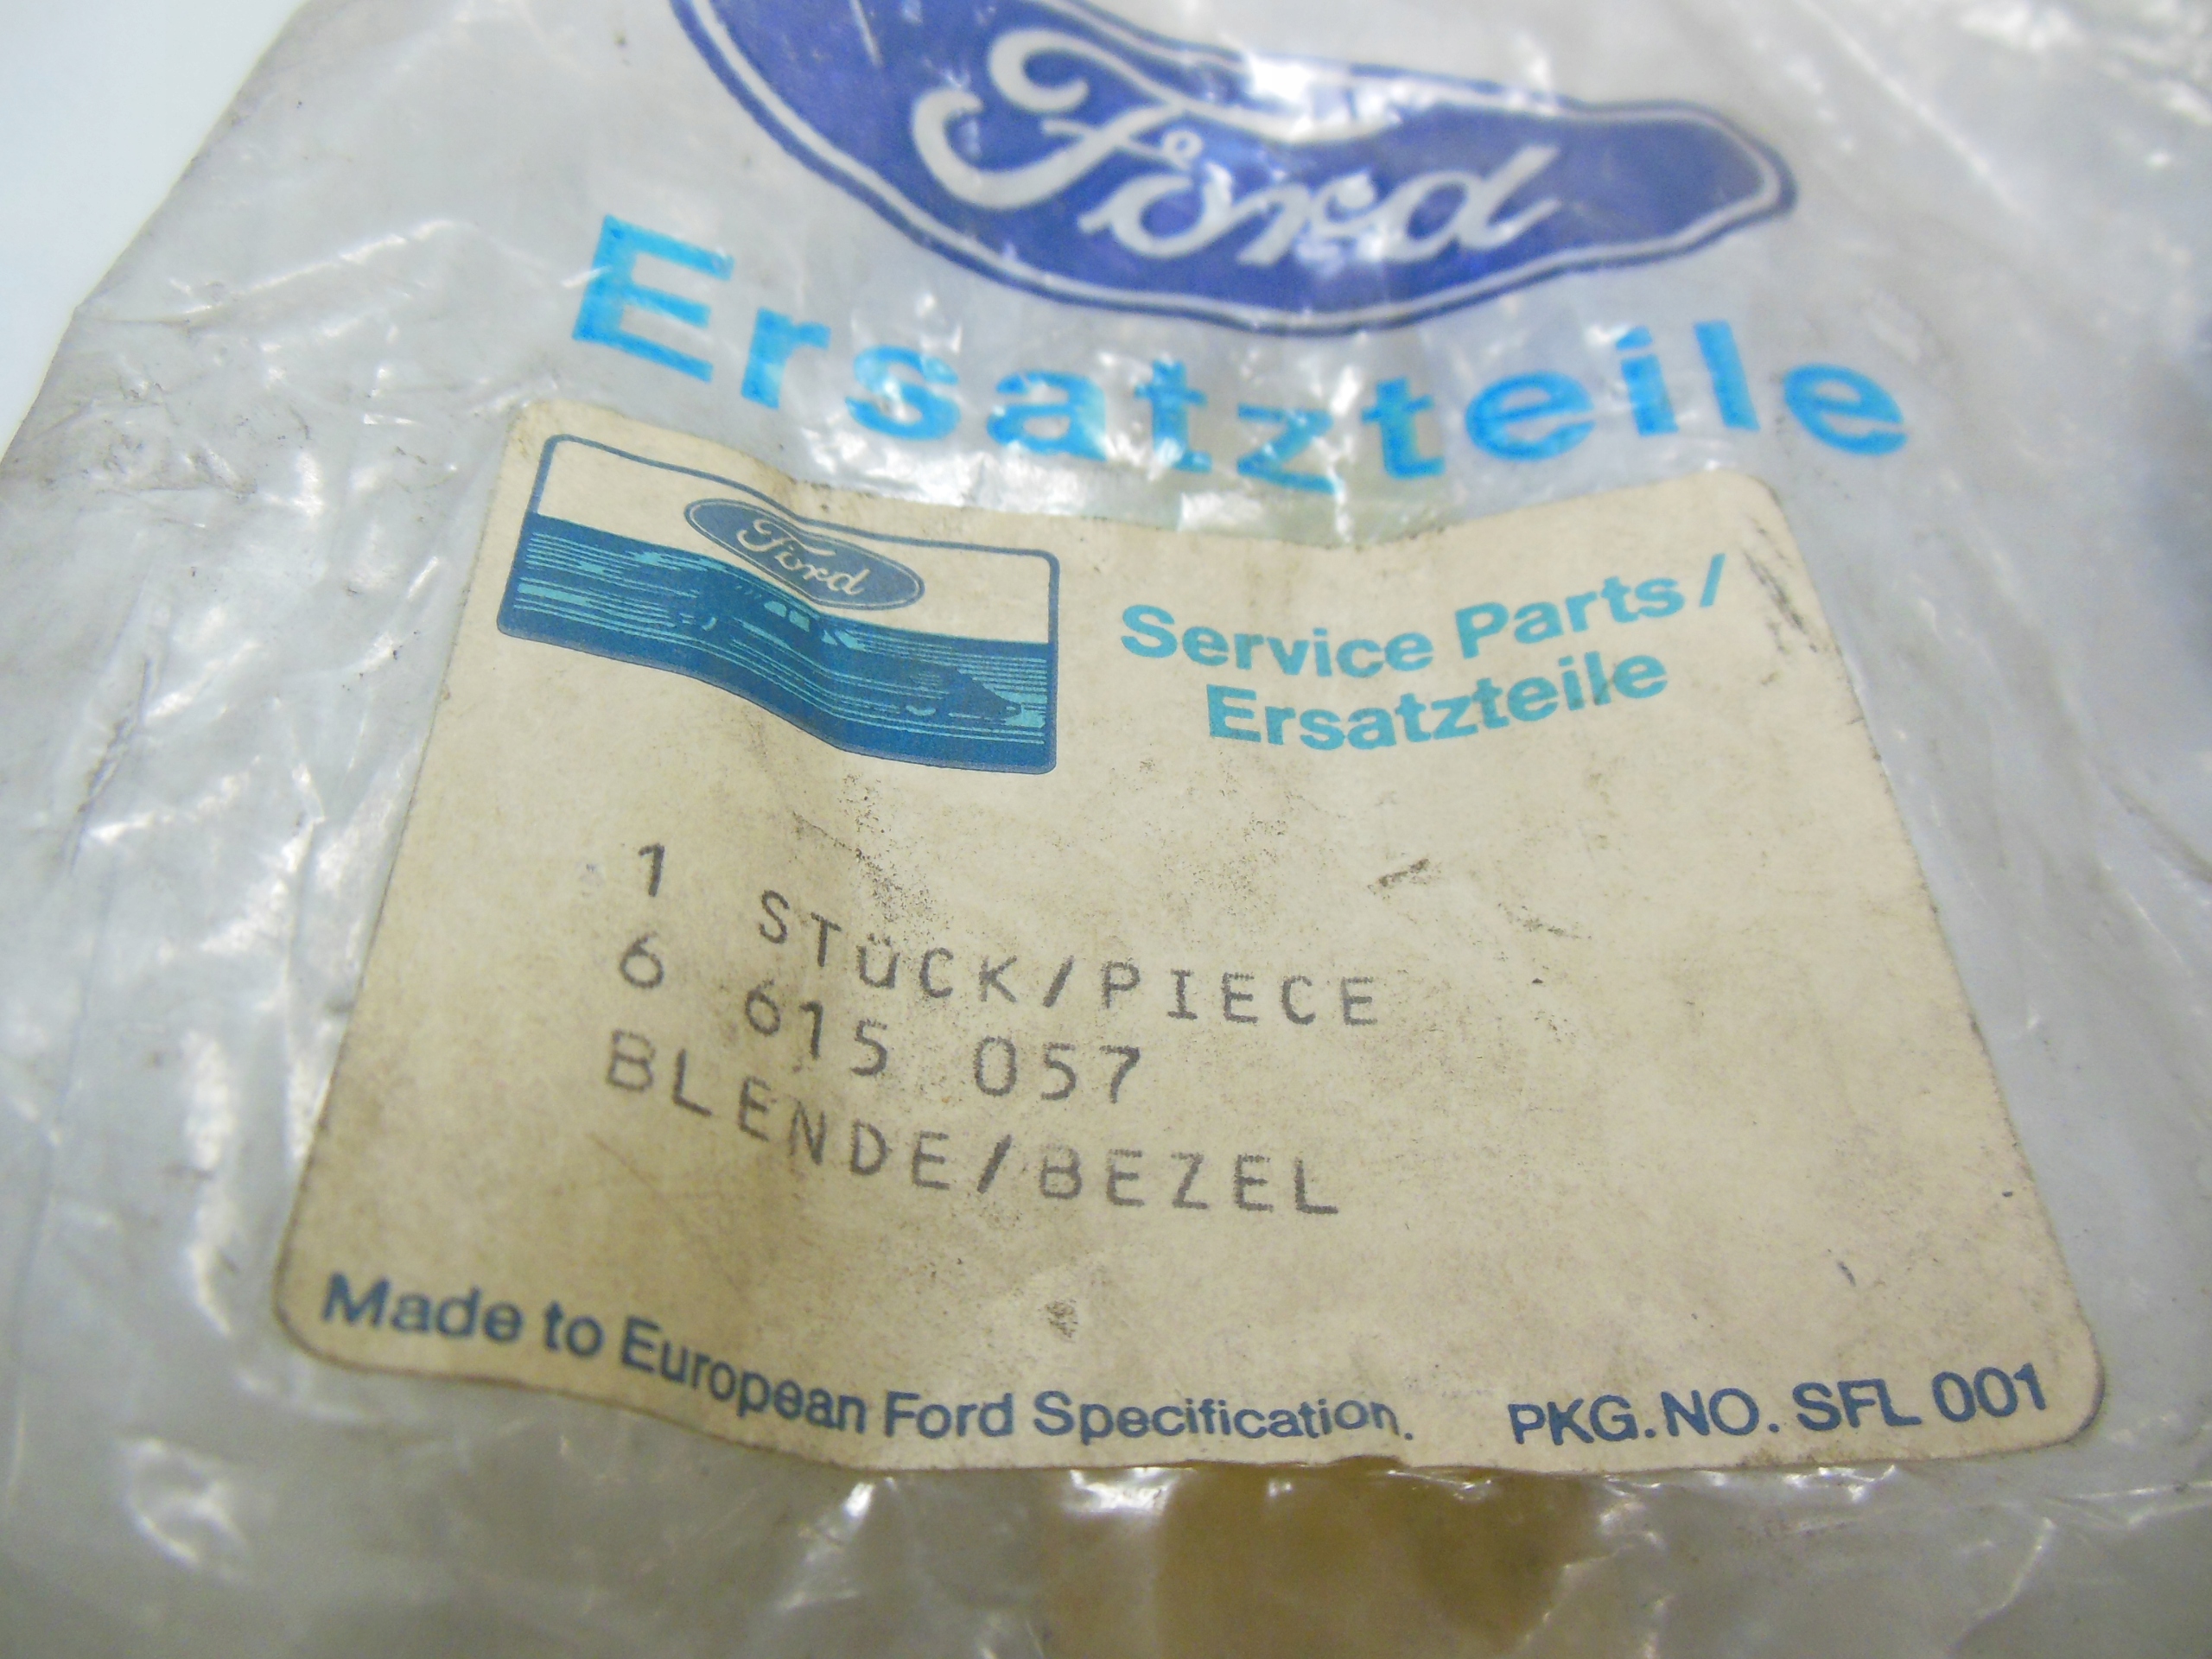 Ford
Ersatzteile
Ford
Service Parts/
Ersatzteile
1 STüCK/PIECE
6 615 057
BLENDE/BEZEL
Made to European Ford Specification. PKG.NO. SFL 001